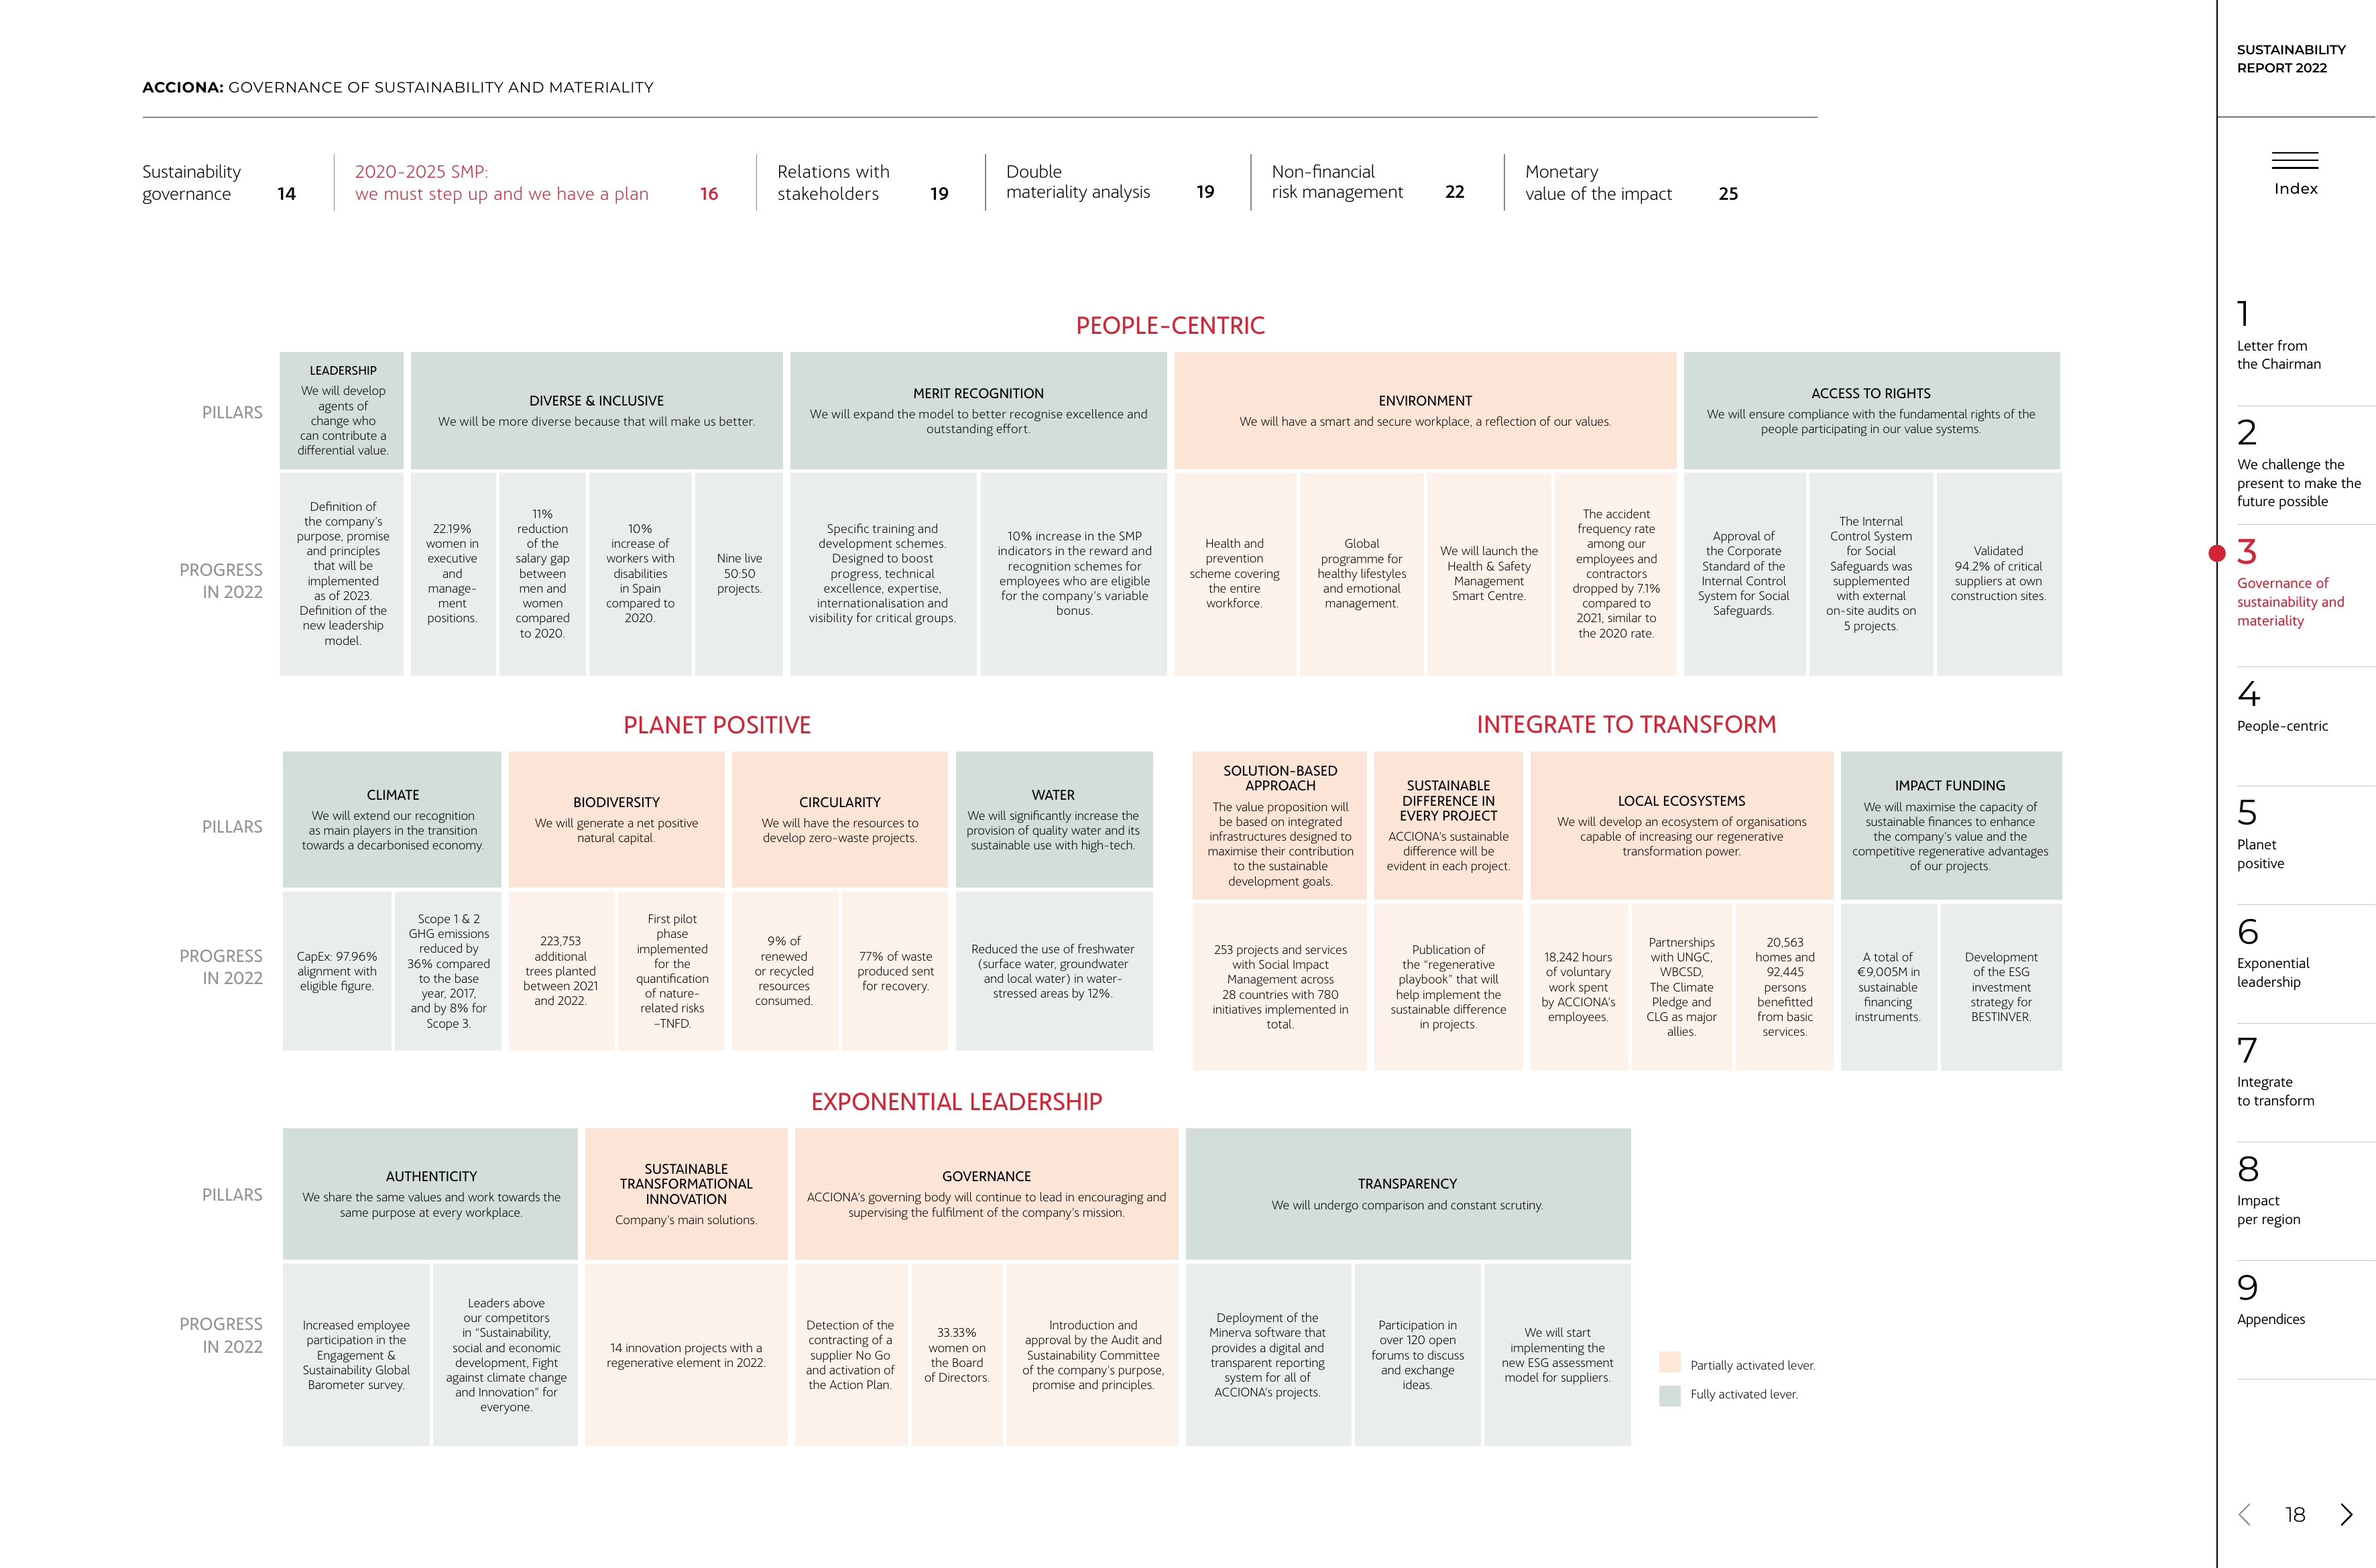 ACCIONA: GOVERNANCE OF SUSTAINABILITY AND MATERIALITY
SUSTAINABILITY
REPORT 2022
Sustainability
governance 14
2020-2025 SMP:
we must step up and we have a plan 16
Relations with
stakeholders 19
Double
materiality analysis 19
Non-financial
risk management 22
Monetary
value of the impact 25
Index
PEOPLE-CENTRIC
PILLARS
LEADERSHIP
We will develop
agents of
change who
can contribute a
differential value.
DIVERSE & INCLUSIVE
We will be more diverse because that will make us better.
MERIT RECOGNITION
We will expand the model to better recognise excellence and
outstanding effort.
ENVIRONMENT
We will have a smart and secure workplace, a reflection of our values.
ACCESS TO RIGHTS
We will ensure compliance with the fundamental rights of the
people participating in our value systems.
PROGRESS
IN 2022
Definition of
the company's
purpose, promise
and principles
that will be
implemented
as of 2023.
Definition of the
new leadership
model.
22.19%
women in
executive
and
manage-
ment
positions.
11%
reduction
of the
salary gap
between
men and
women
compared
to 2020.
10%
increase of
workers with
disabilities
in Spain
compared to
2020.
Nine live
50:50
projects.
Specific training and
development schemes.
Designed to boost
progress, technical
excellence, expertise,
internationalisation and
visibility for critical groups.
10% increase in the SMP
indicators in the reward and
recognition schemes for
employees who are eligible
for the company's variable
bonus.
Health and
prevention
scheme covering
the entire
workforce.
Global
programme for
healthy lifestyles
and emotional
management.
We will launch the
Health & Safety
Management
Smart Centre.
The accident
frequency rate
among our
employees and
contractors
dropped by 7.1%
compared to
2021, similar to
the 2020 rate.
Approval of
the Corporate
Standard of the
Internal Control
System for Social
Safeguards.
The Internal
Control System
for Social
Safeguards was
supplemented
with external
on-site audits on
5 projects.
Validated
94.2% of critical
suppliers at own
construction sites.
PLANET POSITIVE
PILLARS
CLIMATE
We will extend our recognition
as main players in the transition
towards a decarbonised economy.
BIODIVERSITY
We will generate a net positive
natural capital.
CIRCULARITY
We will have the resources to
develop zero-waste projects.
WATER
We will significantly increase the
provision of quality water and its
sustainable use with high-tech.
PROGRESS
IN 2022
CapEx: 97.96%
alignment with
eligible figure.
Scope 1 & 2
GHG emissions
reduced by
36% compared
to the base
year, 2017,
and by 8% for
Scope 3.
223,753
additional
trees planted
between 2021
and 2022.
First pilot
phase
implemented
for the
quantification
of nature-
related risks
–TNFD.
9% of
renewed
or recycled
resources
consumed.
77% of waste
produced sent
for recovery.
Reduced the use of freshwater
(surface water, groundwater
and local water) in water-
stressed areas by 12%.
INTEGRATE TO TRANSFORM
SOLUTION-BASED
APPROACH
The value proposition will
be based on integrated
infrastructures designed to
maximise their contribution
to the sustainable
development goals.
SUSTAINABLE
DIFFERENCE IN
EVERY PROJECT
ACCIONA's sustainable
difference will be
evident in each project.
LOCAL ECOSYSTEMS
We will develop an ecosystem of organisations
capable of increasing our regenerative
transformation power.
IMPACT FUNDING
We will maximise the capacity of
sustainable finances to enhance
the company's value and the
competitive regenerative advantages
of our projects.
253 projects and services
with Social Impact
Management across
28 countries with 780
initiatives implemented in
total.
Publication of
the “regenerative
playbook” that will
help implement the
sustainable difference
in projects.
18,242 hours
of voluntary
work spent
by ACCIONA's
employees.
Partnerships
with UNGC,
WBCSD,
The Climate
Pledge and
CLG as major
allies.
20,563
homes and
92,445
persons
benefitted
from basic
services.
A total of
€9,005M in
sustainable
financing
instruments.
Development
of the ESG
investment
strategy for
BESTINVER.
EXPONENTIAL LEADERSHIP
PILLARS
AUTHENTICITY
We share the same values and work towards the
same purpose at every workplace.
SUSTAINABLE
TRANSFORMATIONAL
INNOVATION
Company's main solutions.
GOVERNANCE
ACCIONA's governing body will continue to lead in encouraging and
supervising the fulfilment of the company's mission.
TRANSPARENCY
We will undergo comparison and constant scrutiny.
PROGRESS
IN 2022
Increased employee
participation in the
Engagement &
Sustainability Global
Barometer survey.
Leaders above
our competitors
in “Sustainability,
social and economic
development, Fight
against climate change
and Innovation” for
everyone.
14 innovation projects with a
regenerative element in 2022.
Detection of the
contracting of a
supplier No Go
and activation of
the Action Plan.
33.33%
women on
the Board
of Directors.
Introduction and
approval by the Audit and
Sustainability Committee
of the company's purpose,
promise and principles.
Deployment of the
Minerva software that
provides a digital and
transparent reporting
system for all of
ACCIONA's projects.
Participation in
over 120 open
forums to discuss
and exchange
ideas.
We will start
implementing the
new ESG assessment
model for suppliers.
Partially activated lever.
Fully activated lever.
1
Letter from
the Chairman
2
We challenge the
present to make the
future possible
3
Governance of
sustainability and
materiality
4
People-centric
5
Planet
positive
6
Exponential
leadership
7
Integrate
to transform
8
Impact
per region
9
Appendices
18